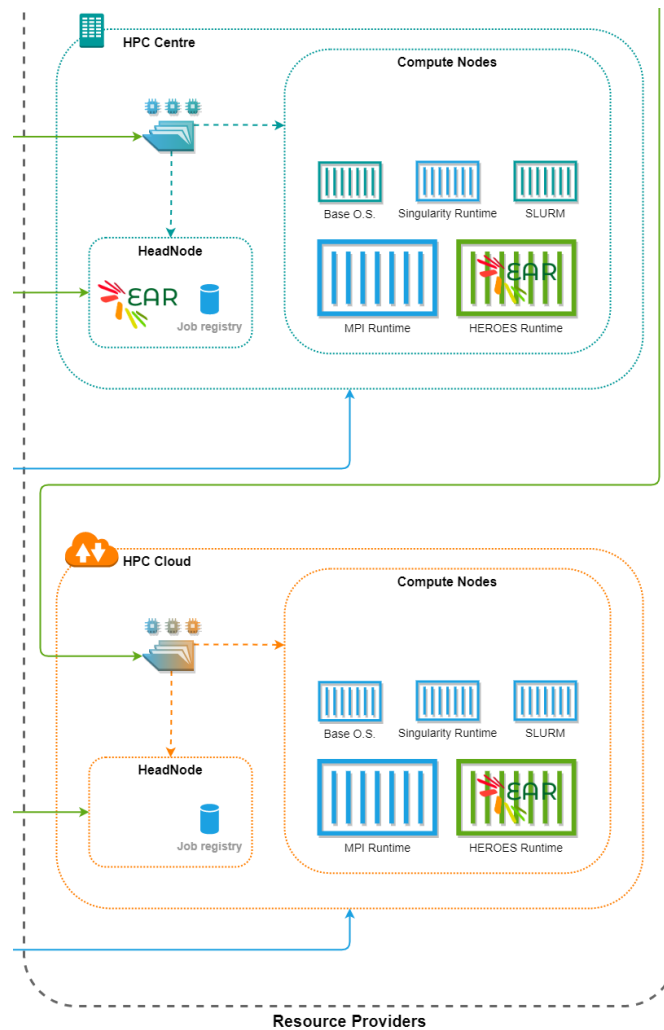 HPC Centre
Compute Nodes
Base O.S.
Singularity Runtime
SLURM
HeadNode
EAR
Job registry
EAR
MPI Runtime
HEROES Runtime
HPC Cloud
Compute Nodes
Base O.S.
Singularity Runtime
SLURM
HeadNode
Job registry
EAR
MPI Runtime
HEROES Runtime
Resource Providers